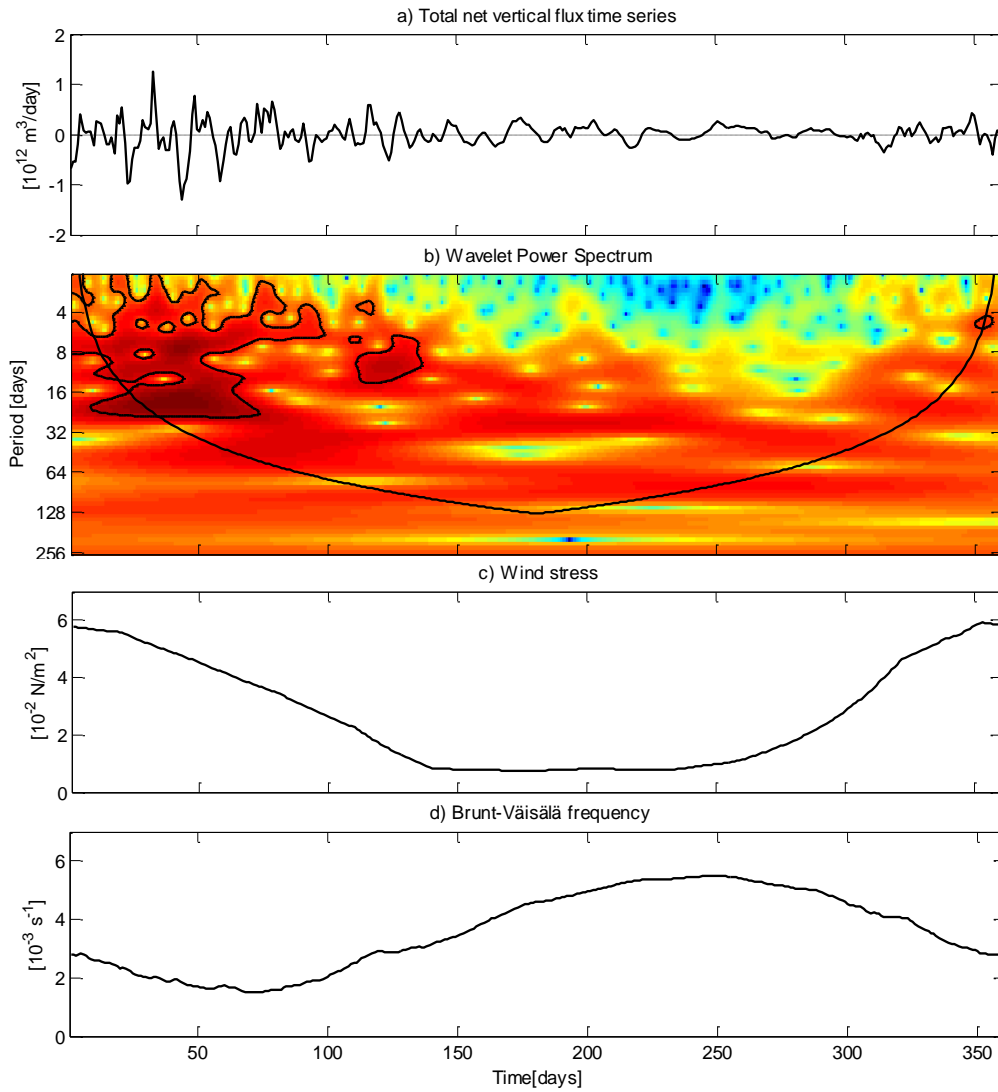 a) Total net vertical flux time series
2
1
0
-1
-2
[10^12 m^3/day]
b) Wavelet Power Spectrum
4
8
16
32
64
128
256
Period [days]
c) Wind stress
6
4
2
0
[10^-2 N/m^2]
d) Brunt-Väisälä frequency
6
4
2
0
[10^-3 s^-1]
50 100 150 200 250 300 350
Time[days]